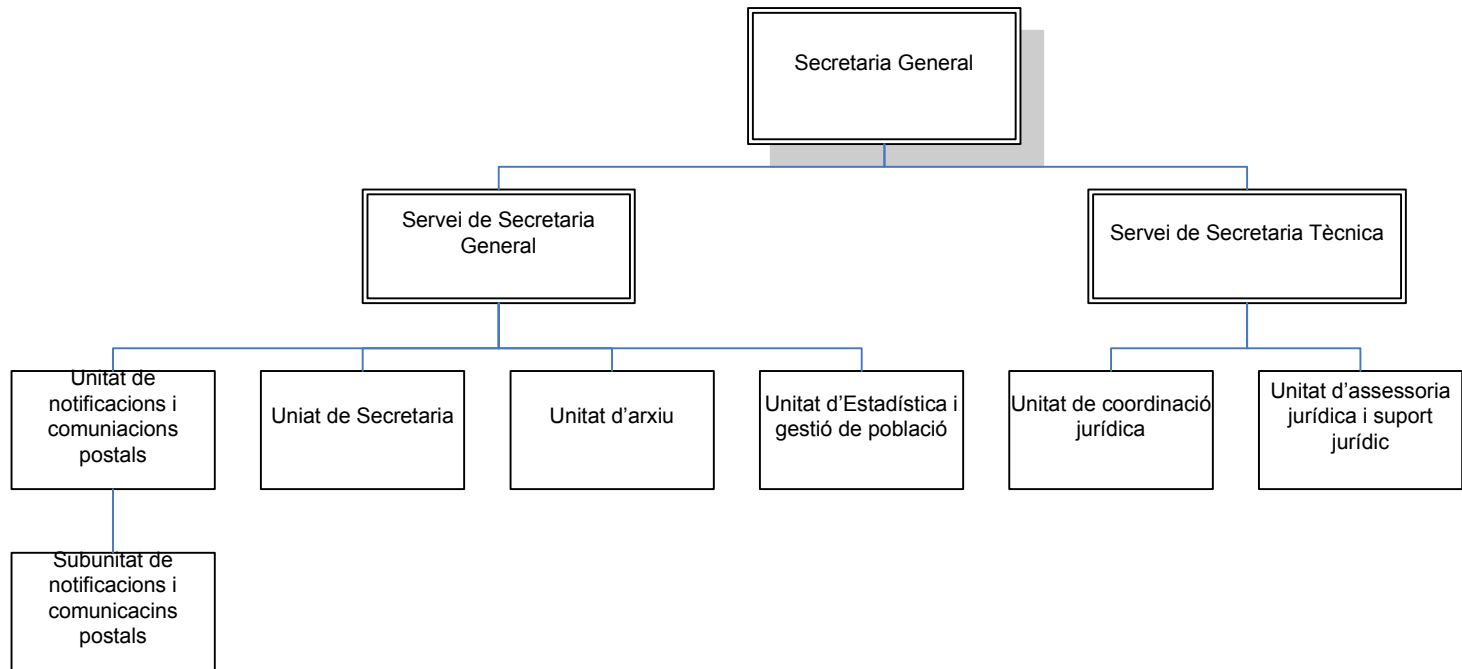 Secretaria General
Servei de Secretaria
General
Servei de Secretaria Tècnica
Unitat de
notificacions i
comuniacions
postals
Uniat de Secretaria
Unitat d’arxiu
Unitat d’Estadística i
gestió de població
Unitat de coordinació
jurídica
Unitat d’assessoria
jurídica i suport
jurídic
Subunitat de
notificacions i
comunicacins
postals